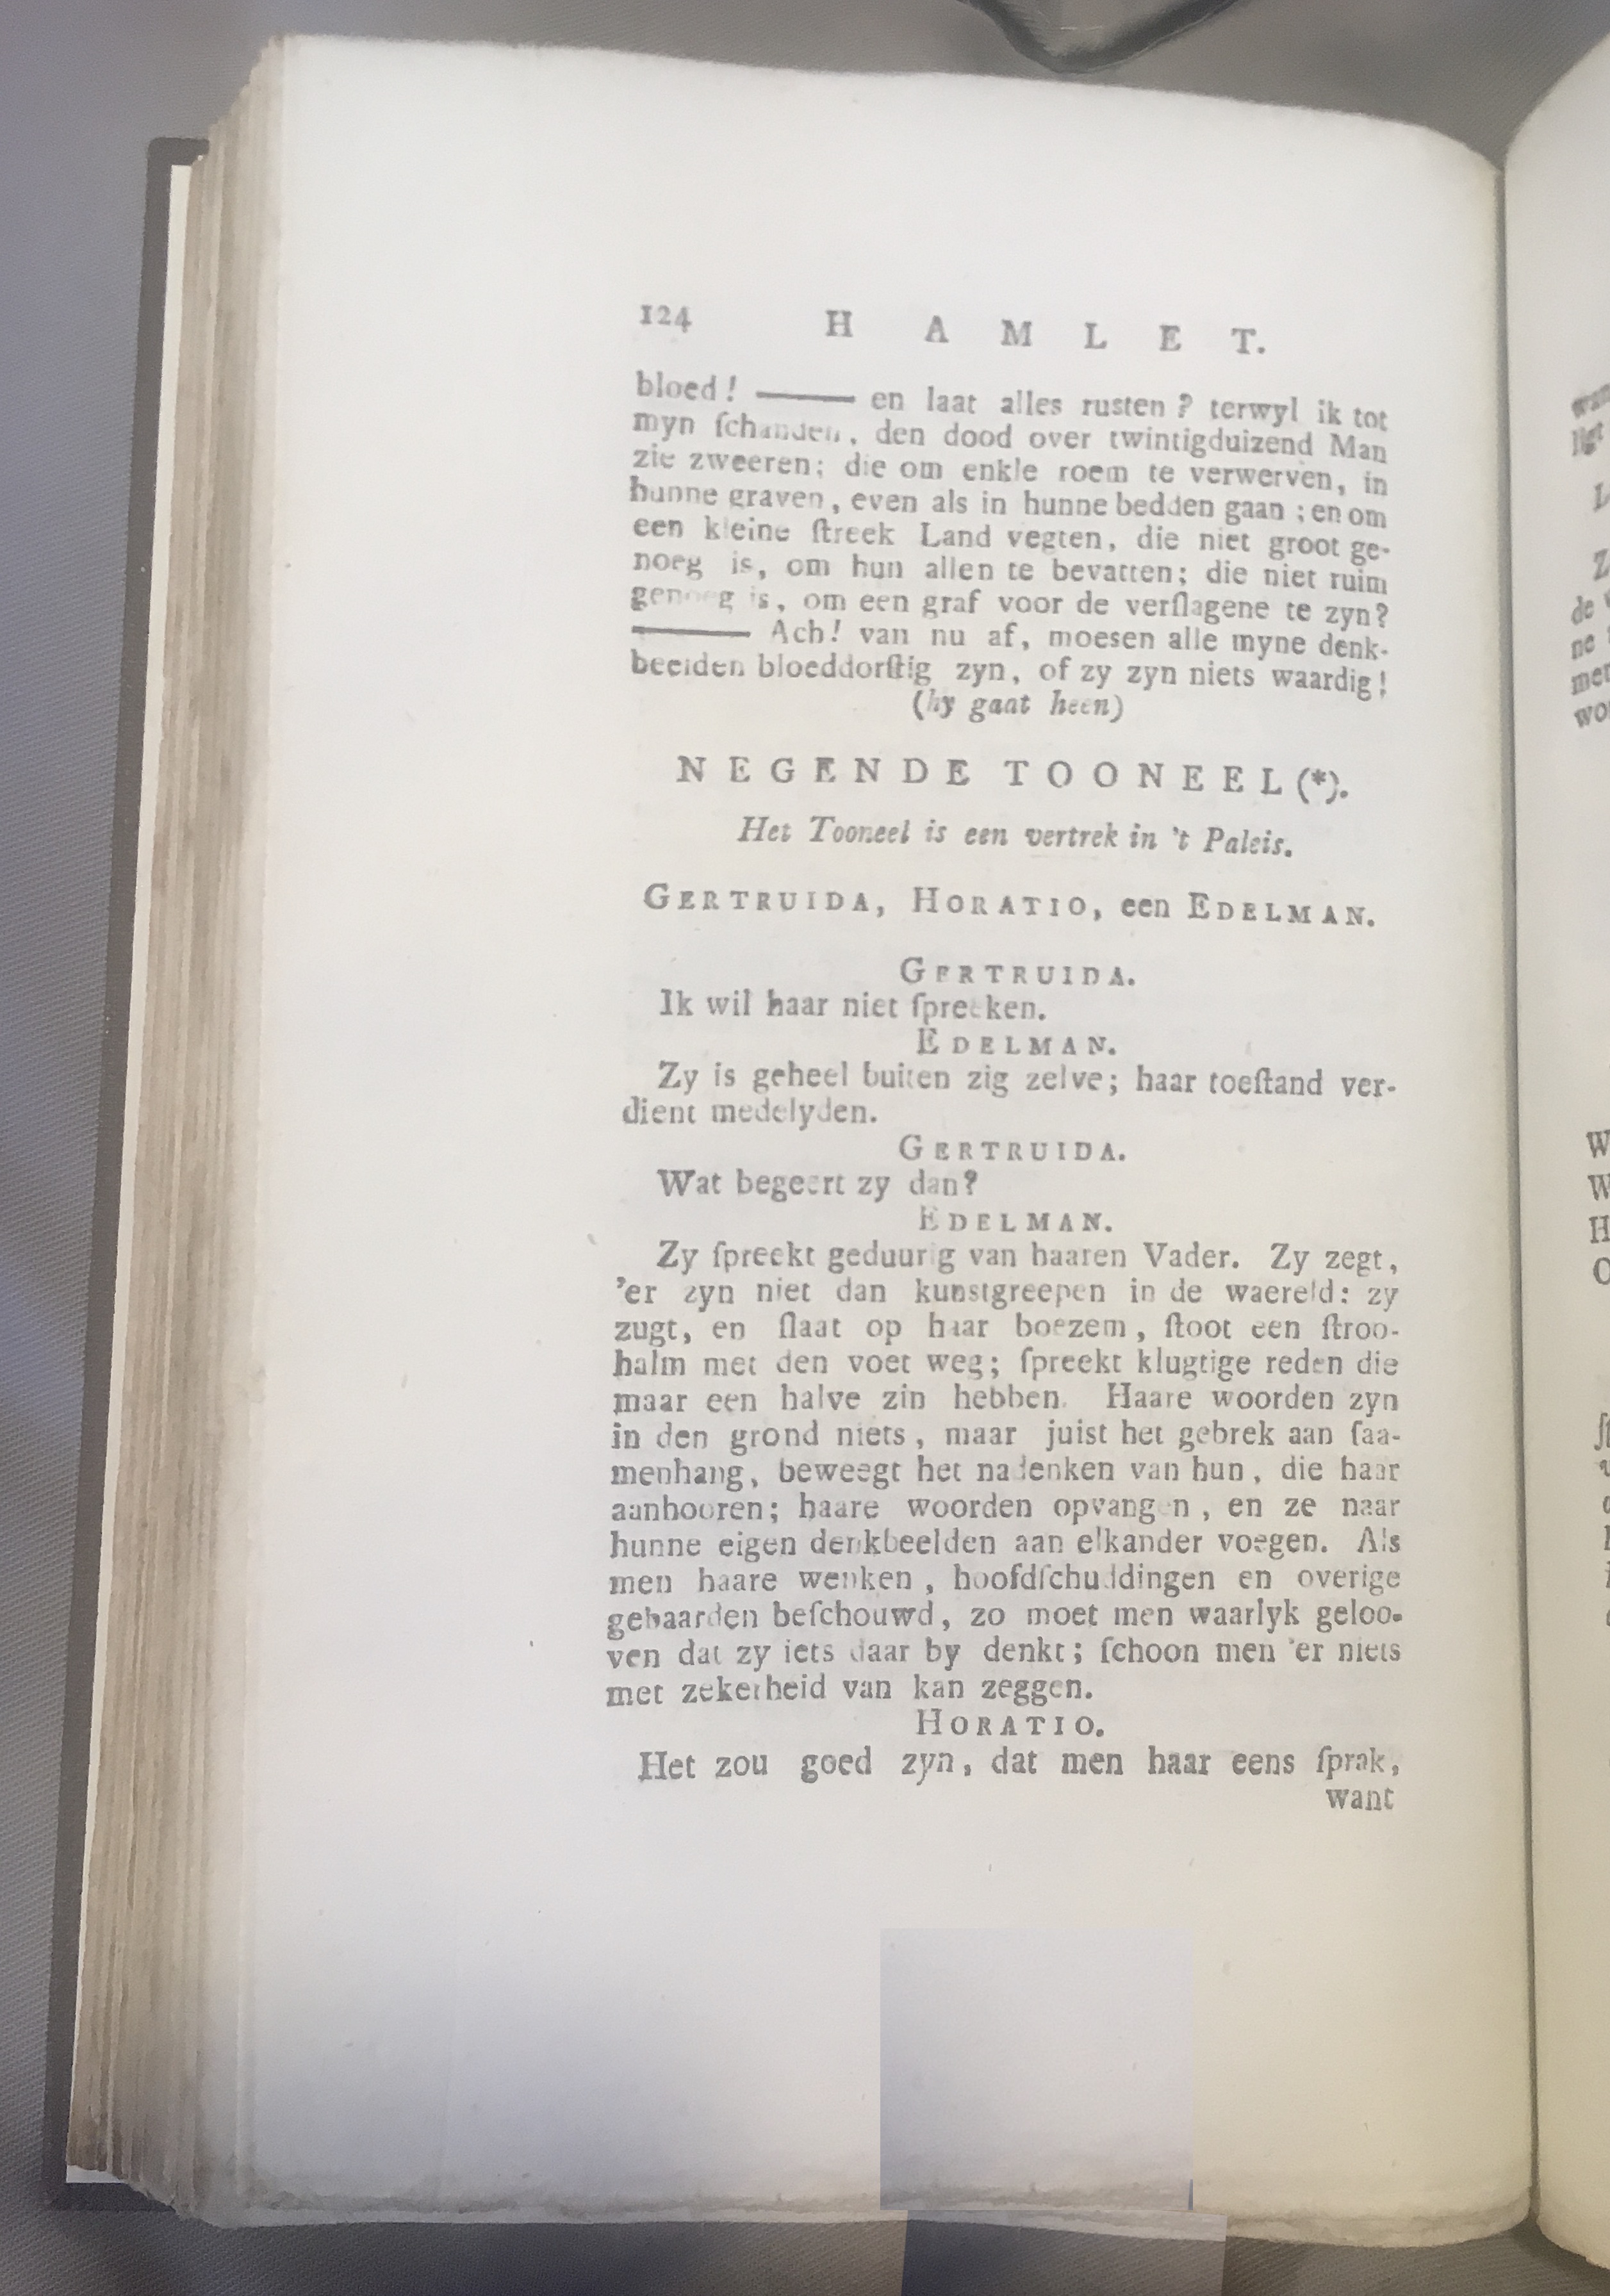 124 HAMLET.
bloed! —— en laat alles rusten? terwyl ik tot
myn ſchanden, den dood over twintigduizend Man
zie zweeren; die om enkle roem te verwerven, in
hunne graven, even als in hunne bedden gaan; en om
een kleine ſtreek Land vegten, die niet groot ge-
noeg is, om hun allen te bevatten; die niet ruim
genoeg is, om een graf voor de verſlagene te zyn?
—— Ach! van nu af, moesen alle myne denk-
beelden bloeddorſtig zyn, of zy zyn niets waardig!
(hy gaat heen)
NEGENDE TOONEEL (*).
Het Tooneel is een vertrek in 't Paleis.
GERTRUIDA, HORATIO, een EDELMAN.
GERTRUIDA.
Ik wil haar niet ſpreeken.
EDELMAN.
Zy is geheel buiten zig zelve; haar toeſtand ver-
dient medelyden.
GERTRUIDA.
Wat begeert zy dan?
EDELMAN.
Zy ſpreekt geduurig van haaren Vader. Zy zegt,
'er zyn niet dan kunstgreepen in de waereld: zy
zugt, en ſlaat op haar boezem, ſtoot een ſtroo-
halm met den voet weg; ſpreekt klugtige reden die
maar een halve zin hebben. Haare woorden zyn
in den grond niets, maar juist het gebrek aan ſaa-
menhang, beweegt het nadenken van hun, die haar
aanhooren; haare woorden opvangen, en ze naar
hunne eigen denkbeelden aan elkander voegen. Als
men haare wenken, hoofdſchuddingen en overige
gebaarden beſchouwd, zo moet men waarlyk geloo-
ven dat zy iets daar by denkt; ſchoon men 'er niets
met zekerheid van kan zeggen.
HORATIO.
Het zou goed zyn, dat men haar eens ſprak,
want